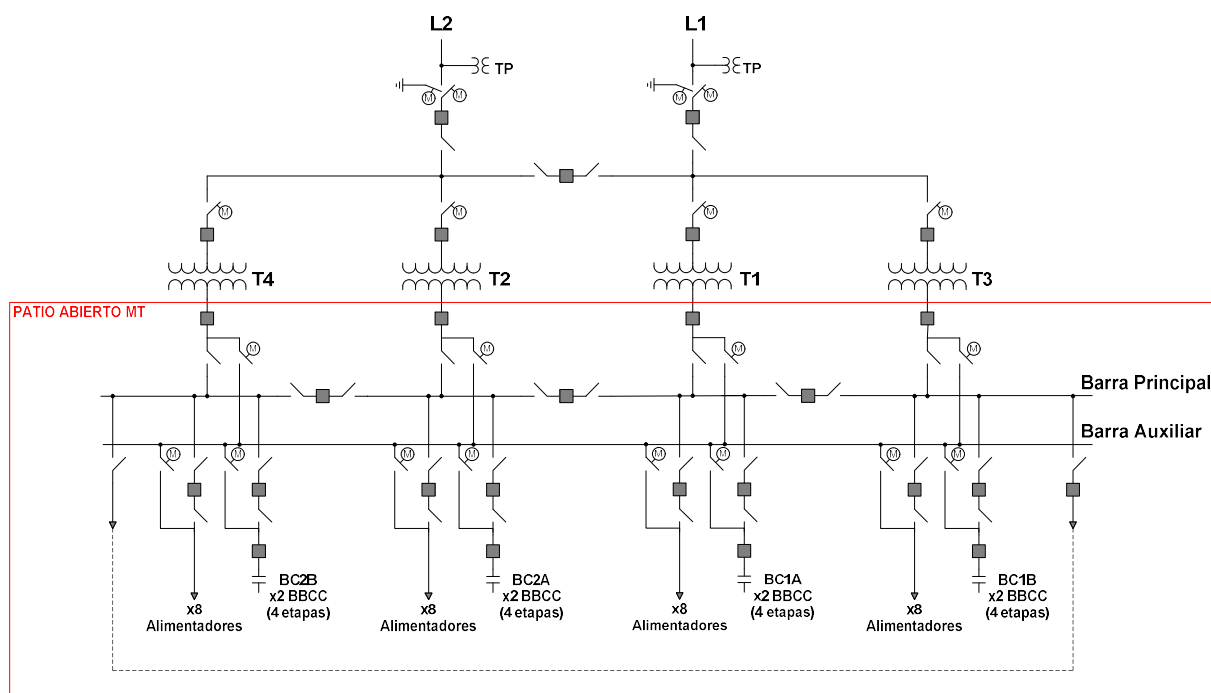 L2
L1
TP
TP
M
M
M
M
M
M
M
M
T4
T2
T1
T3
PATIO ABIERTO MT
M
M
M
M
Barra Principal
Barra Auxiliar
M
M
M
M
M
M
M
M
BC2B
x2 BBCC
(4 etapas)
BC2A
x2 BBCC
(4 etapas)
BC1A
x2 BBCC
(4 etapas)
BC1B
x2 BBCC
(4 etapas)
x8
Alimentadores
x8
Alimentadores
x8
Alimentadores
x8
Alimentadores